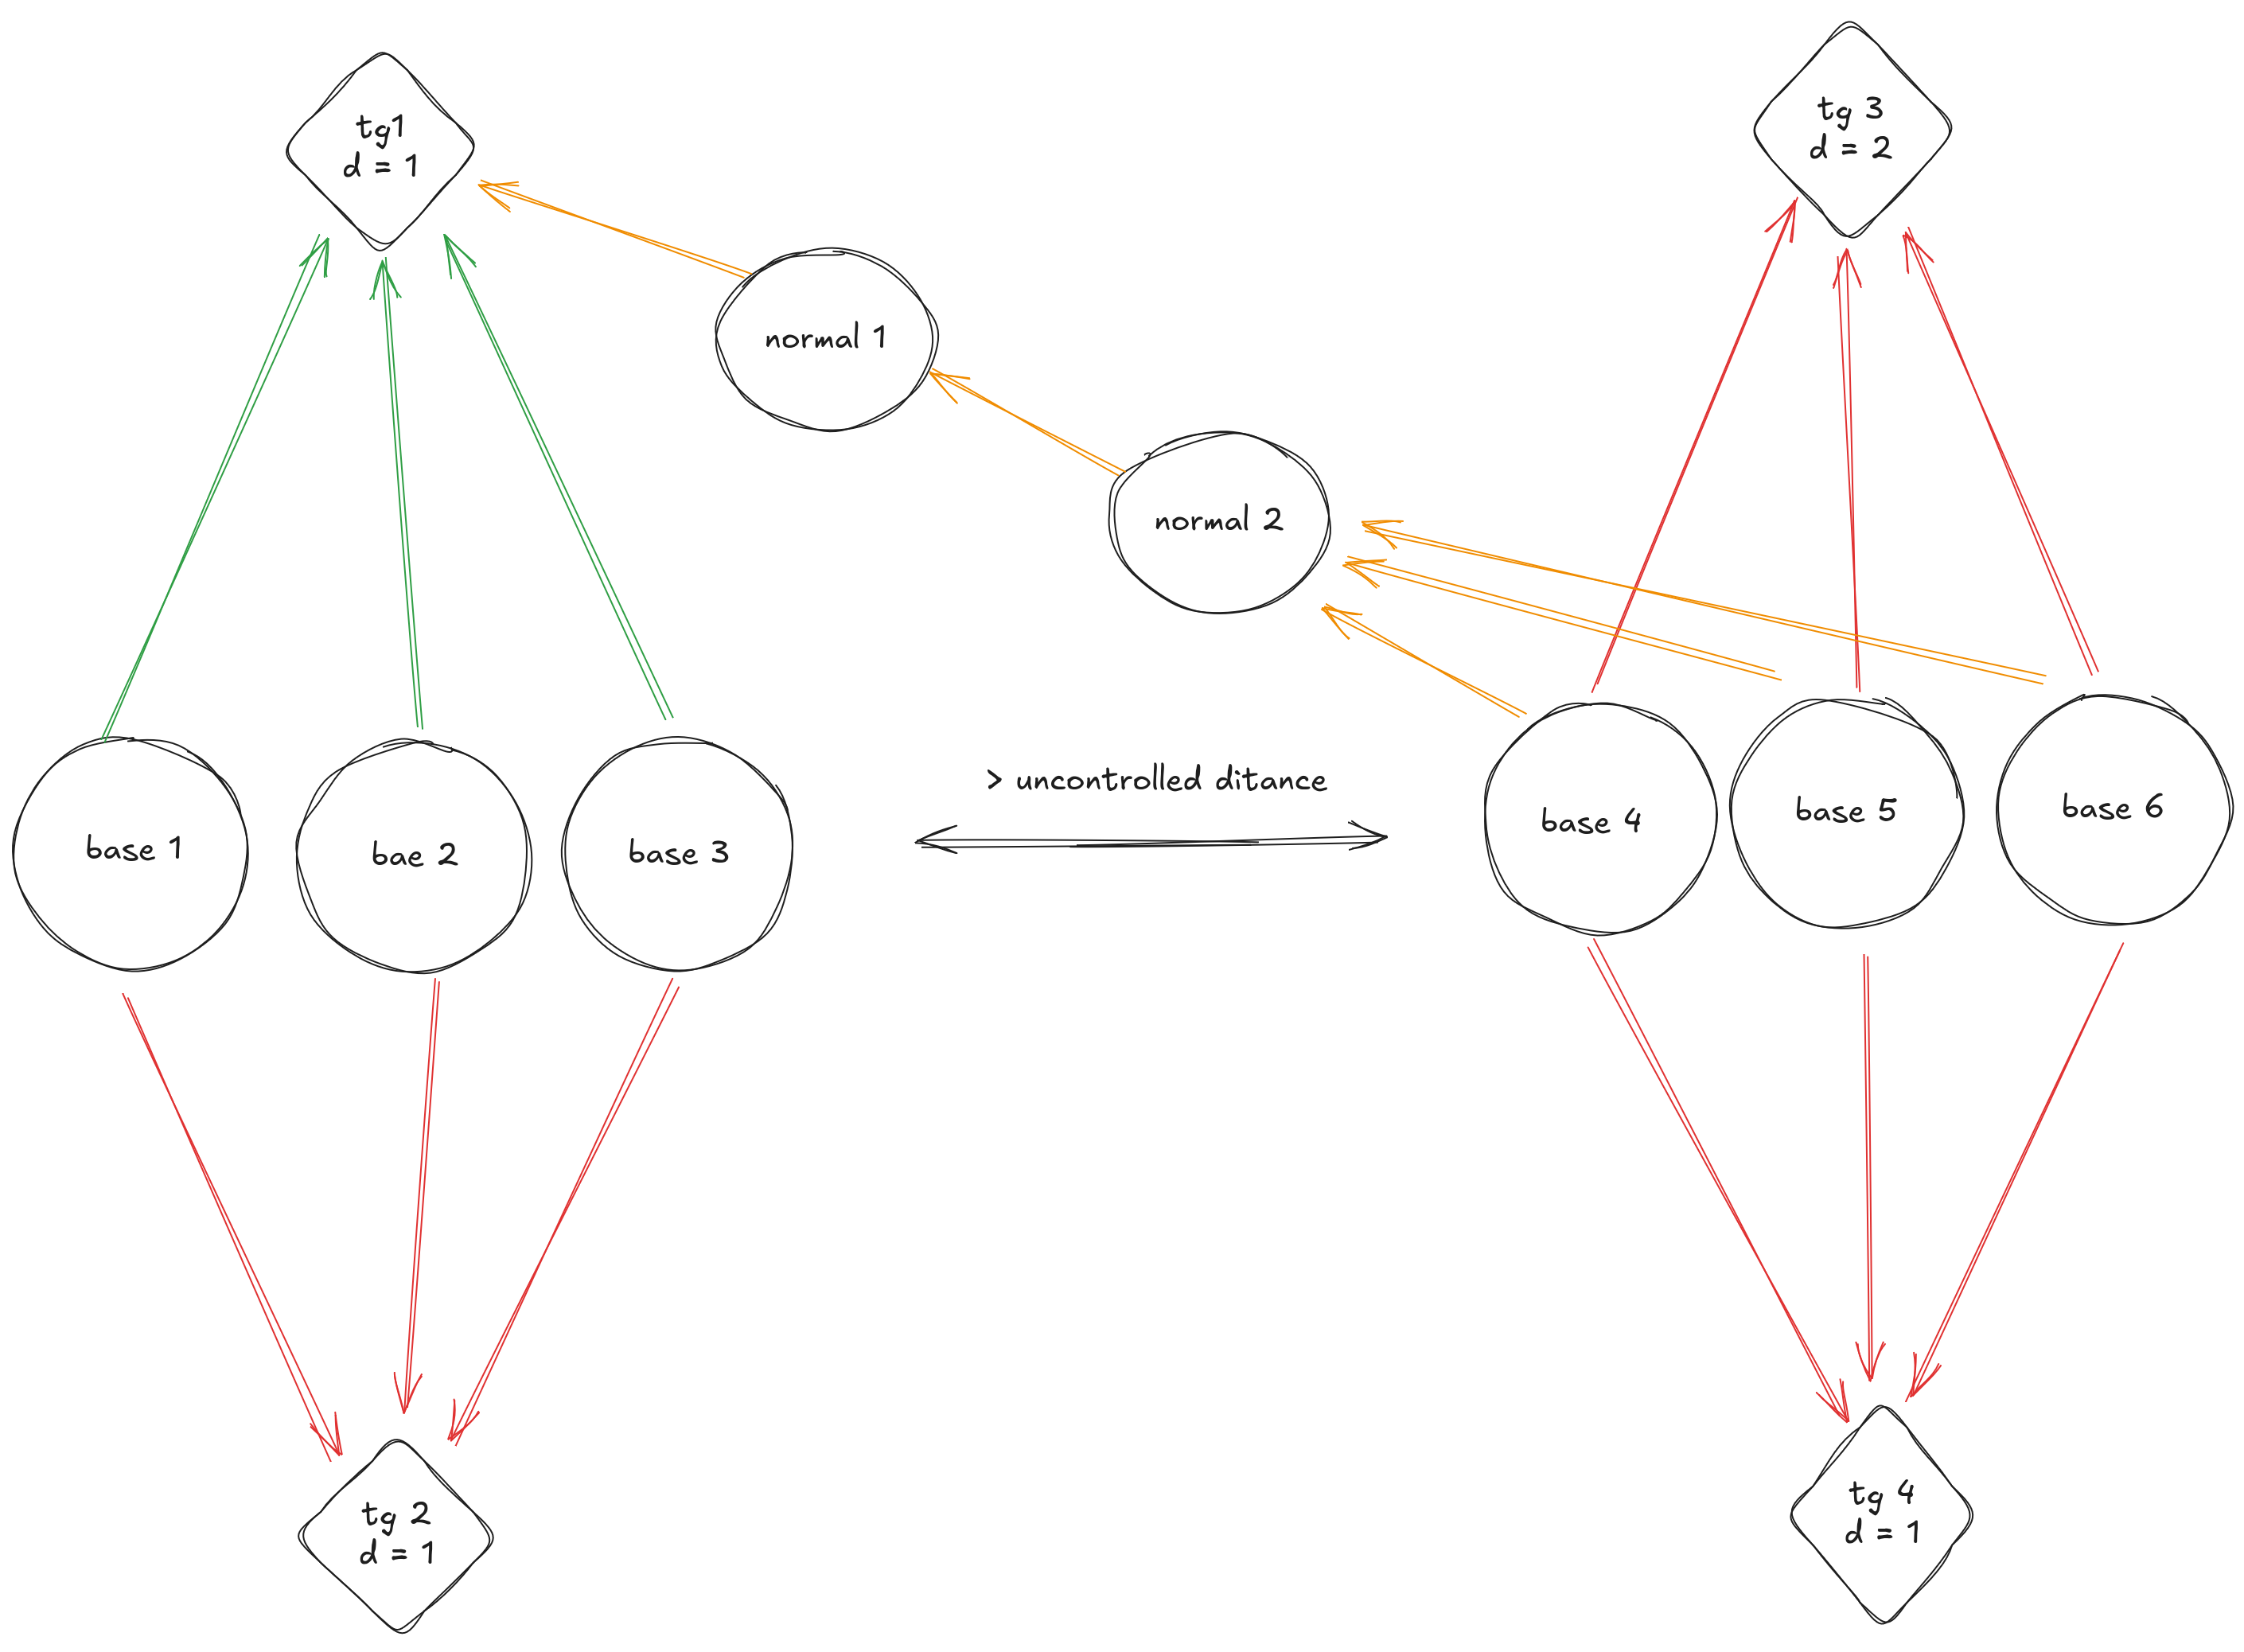 tg1
d = 1
tg 3
d = 2
normal 1
normal 2
> uncontrolled ditance
base 1
bae 2
base 3
base 4
base 5
base 6
tg 2
d = 1
tg 4
d = 1